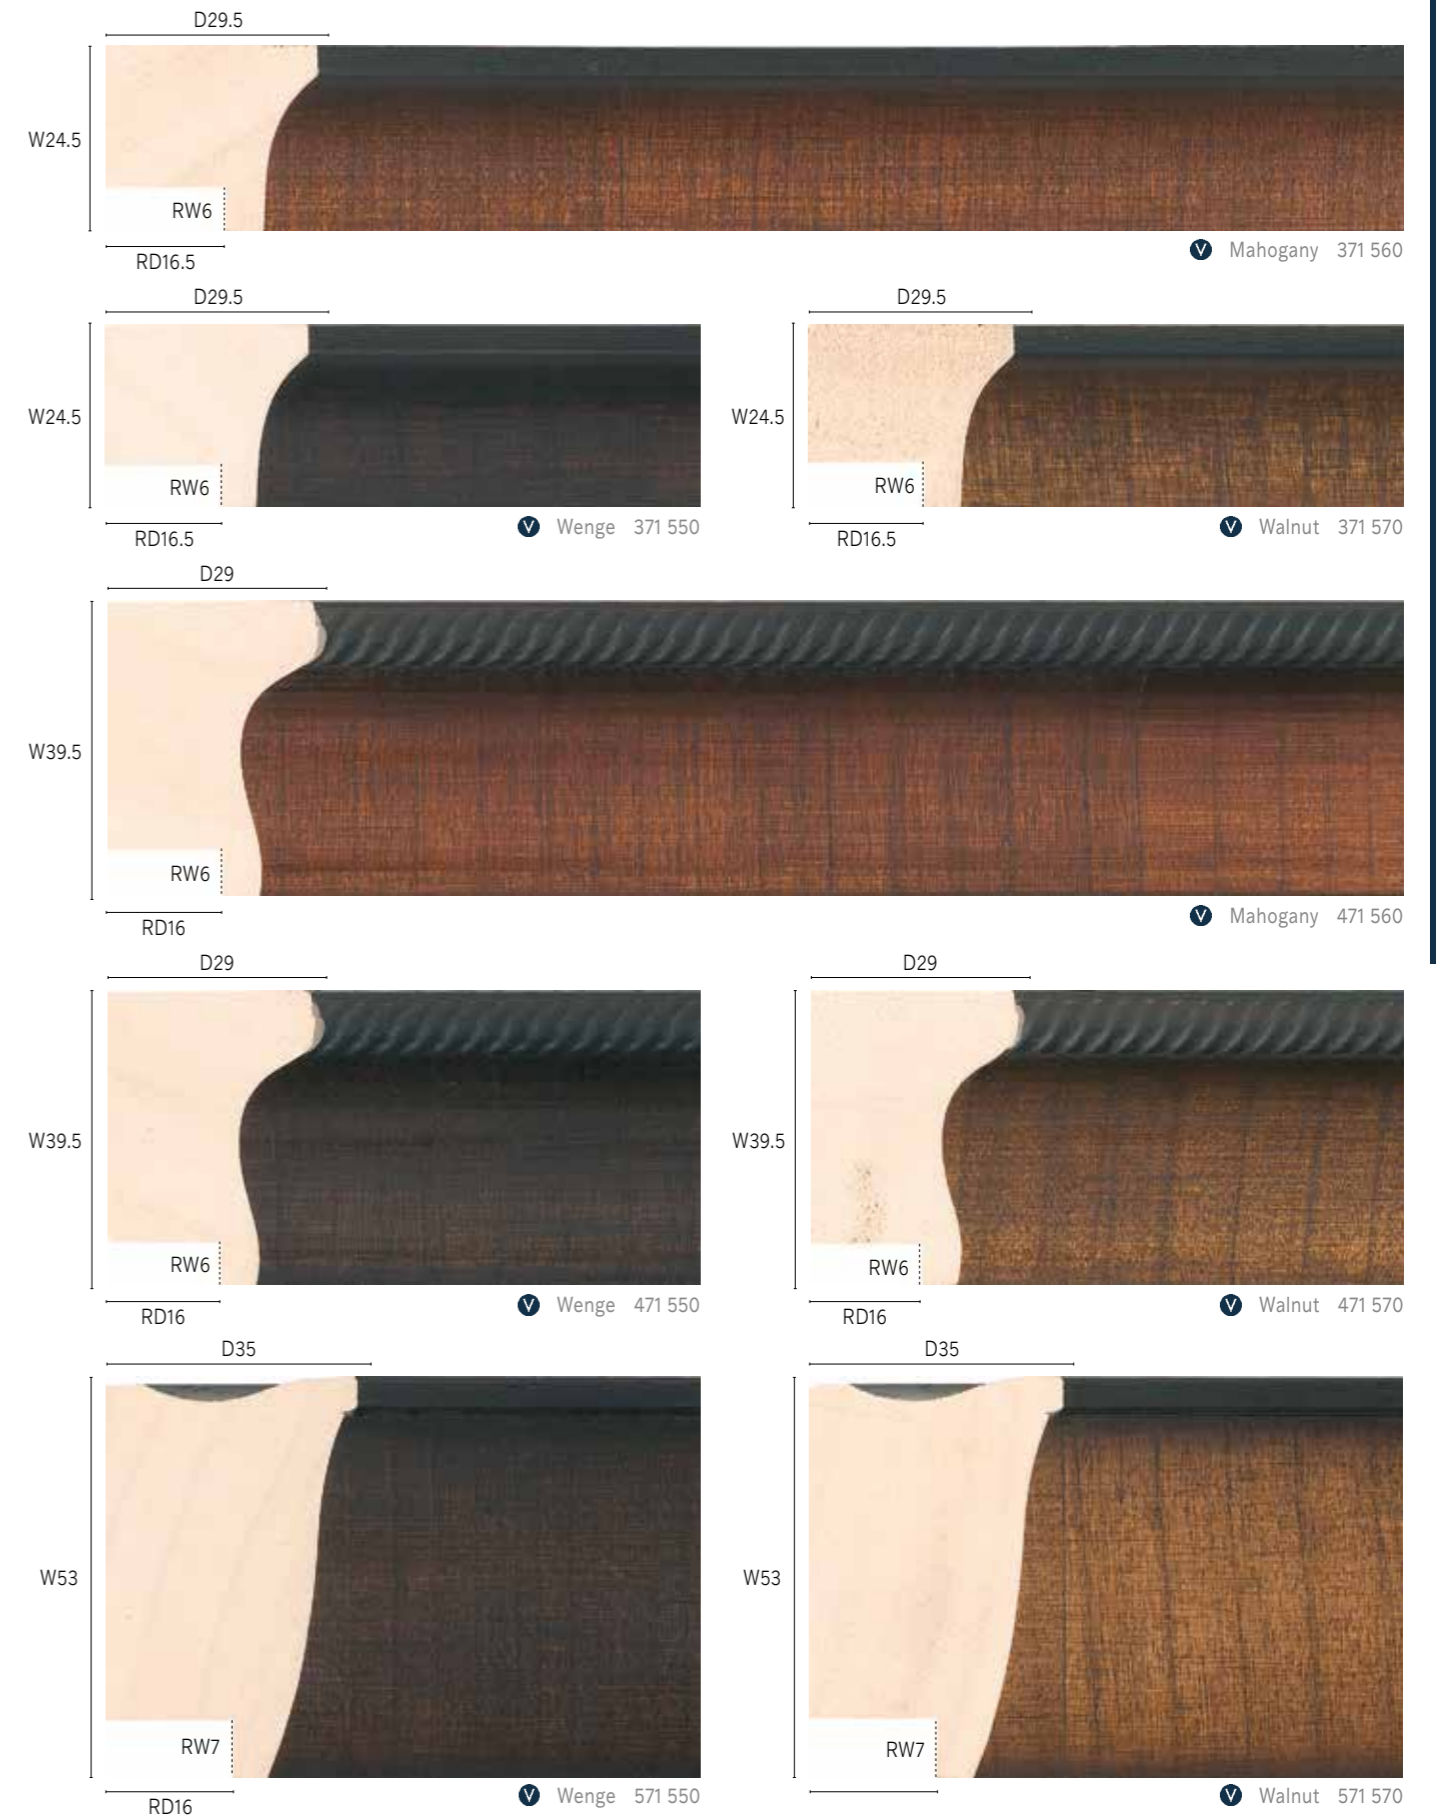 D29.5
W24.5
RW6
RD16.5
V Mahogany 371 560
D29.5
W24.5
RW6
RD16.5
V Wenge 371 550
D29.5
W24.5
RW6
RD16.5
V Walnut 371 570
D29
W39.5
RW6
RD16
V Mahogany 471 560
D29
W39.5
RW6
RD16
V Wenge 471 550
D29
W39.5
RW6
RD16
V Walnut 471 570
D35
W53
RW7
RD16
V Wenge 571 550
D35
W53
RW7
V Walnut 571 570